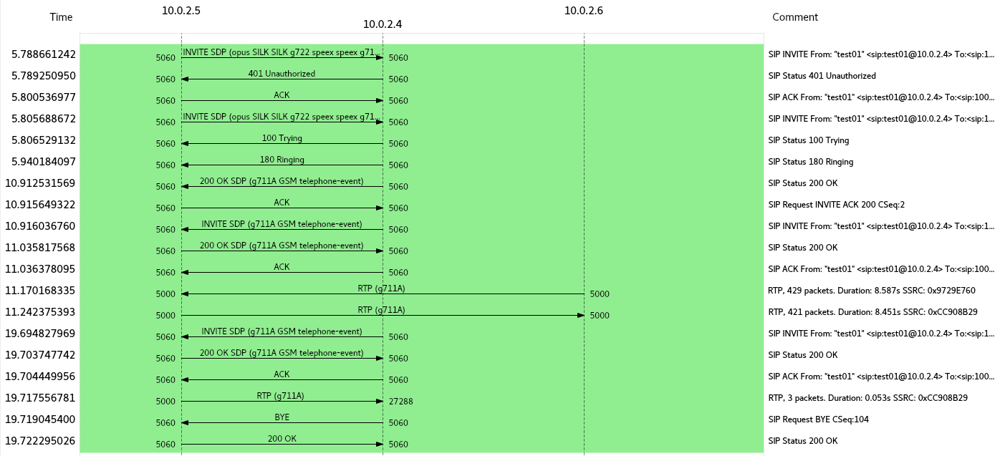 Time 10.0.2.5 10.0.2.4 10.0.2.6 Comment
5.788661242 5060 INVITE SDP (opus SILK SILK g722 speex speex g71... 5060 SIP INVITE From: "test01" <sip:test01@10.0.2.4> To:<sip:1...
5.789250950 5060 401 Unauthorized 5060 SIP Status 401 Unauthorized
5.800536977 5060 ACK 5060 SIP ACK From: "test01" <sip:test01@10.0.2.4> To:<sip:100...
5.805688672 5060 INVITE SDP (opus SILK SILK g722 speex speex g71... 5060 SIP INVITE From: "test01" <sip:test01@10.0.2.4> To:<sip:1...
5.806529132 5060 100 Trying 5060 SIP Status 100 Trying
5.940184097 5060 180 Ringing 5060 SIP Status 180 Ringing
10.912531569 5060 200 OK SDP (g711A GSM telephone-event) 5060 SIP Status 200 OK
10.915649322 5060 ACK 5060 SIP Request INVITE ACK 200 CSeq:2
10.916036760 5060 INVITE SDP (g711A GSM telephone-event) 5060 SIP INVITE From: "test01" <sip:test01@10.0.2.4> To:<sip:1...
11.035817568 5060 200 OK SDP (g711A GSM telephone-event) 5060 SIP Status 200 OK
11.036378095 5060 ACK 5060 SIP ACK From: "test01" <sip:test01@10.0.2.4> To:<sip:100...
11.170168335 5000 RTP (g711A) 5000 RTP, 429 packets. Duration: 8.587s SSRC: 0x9729E760
11.242375393 5000 RTP (g711A) 5000 RTP, 421 packets. Duration: 8.451s SSRC: 0xCC908B29
19.694827969 5060 INVITE SDP (g711A GSM telephone-event) 5060 SIP INVITE From: "test01" <sip:test01@10.0.2.4> To:<sip:1...
19.703747742 5060 200 OK SDP (g711A GSM telephone-event) 5060 SIP Status 200 OK
19.704449956 5060 ACK 5060 SIP ACK From: "test01" <sip:test01@10.0.2.4> To:<sip:100...
19.717556781 5000 RTP (g711A) 27288 RTP, 3 packets. Duration: 0.053s SSRC: 0xCC908B29
19.719045400 5060 BYE 5060 SIP Request BYE CSeq:104
19.722295026 5060 200 OK 5060 SIP Status 200 OK